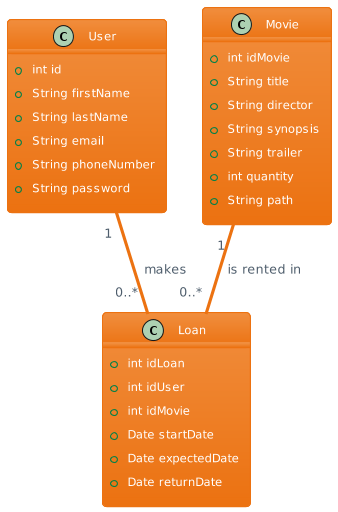 C User
int id
String firstName
String lastName
String email
String phoneNumber
String password
C Movie
int idMovie
String title
String director
String synopsis
String trailer
int quantity
String path
1
makes
0..*
1
is rented in
0..*
C Loan
int idLoan
int idUser
int idMovie
Date startDate
Date expectedDate
Date returnDate